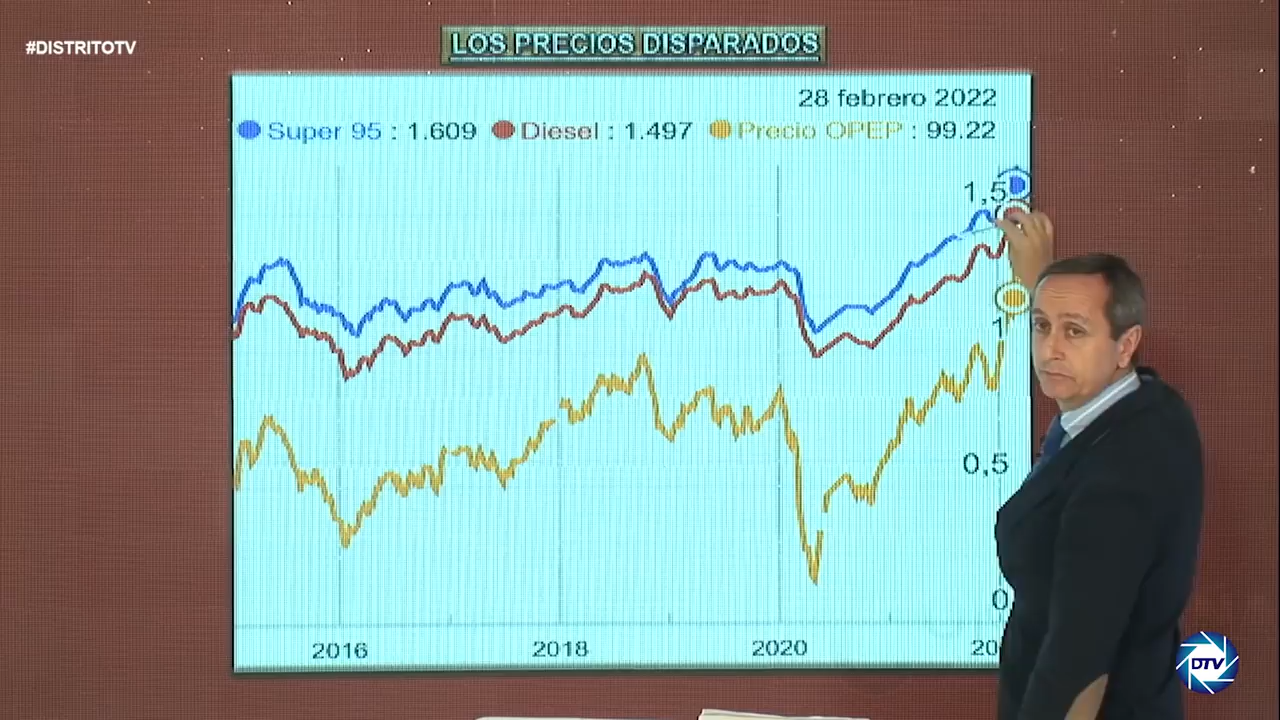 #DISTRITOTV
LOS PRECIOS DISPARADOS
28 febrero 2022
Super 95 : 1.609 Diesel : 1.497 Precio OPEP : 99.22
1,5
1
0,5
0
2016 2018 2020 20
DTV